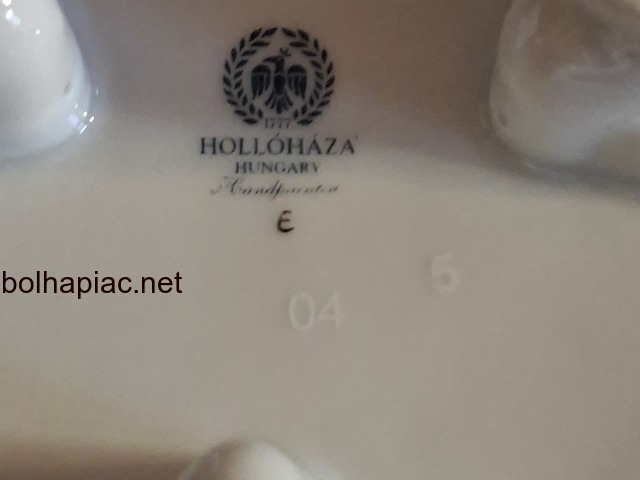 1777
HOLLÓHÁZA
HUNGARY
Handpainted
E
bolhapiac.net
5
04